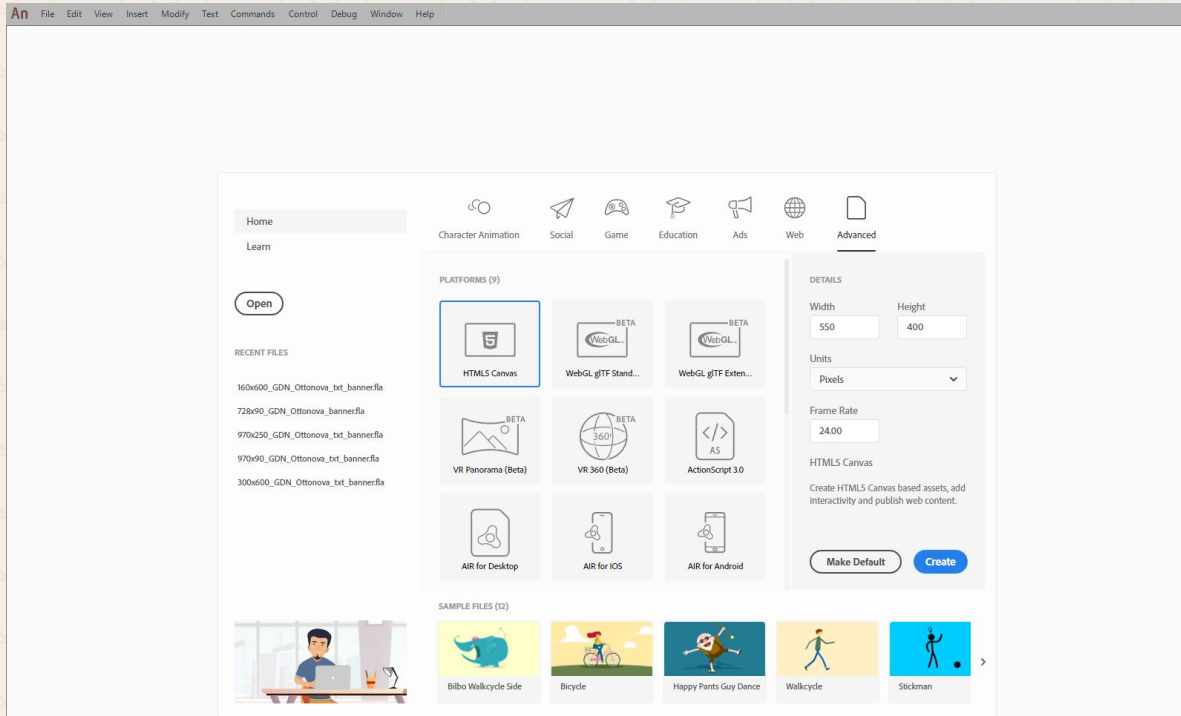 An File Edit View Insert Modify Text Commands Control Debug Window Help
Home
Learn
Open
RECENT FILES
160x600_GDN_Ottonova_txt_banner.fla
728x90_GDN_Ottonova_banner.fla
970x250_GDN_Ottonova_txt_banner.fla
970x90_GDN_Ottonova_txt_banner.fla
300x600_GDN_Ottonova_txt_banner.fla
Character Animation Social Game Education Ads Web Advanced
PLATFORMS (9)
5
HTML5 Canvas
BETA
WebGL
WebGL glTF Stand...
BETA
WebGL
WebGL glTF Exten...
BETA
VR Panorama (Beta)
BETA
360°
VR 360 (Beta)
</>
AS
ActionScript 3.0
AIR for Desktop
AIR for IOS
AIR for Android
DETAILS
Width Height
550 400
Units
Pixels
Frame Rate
24.00
HTML5 Canvas
Create HTML5 Canvas based assets, add
interactivity and publish web content.
Make Default Create
SAMPLE FILES (12)
Bilbo Walkcycle Side
Bicycle
Happy Pants Guy Dance
Walkcycle
Stickman